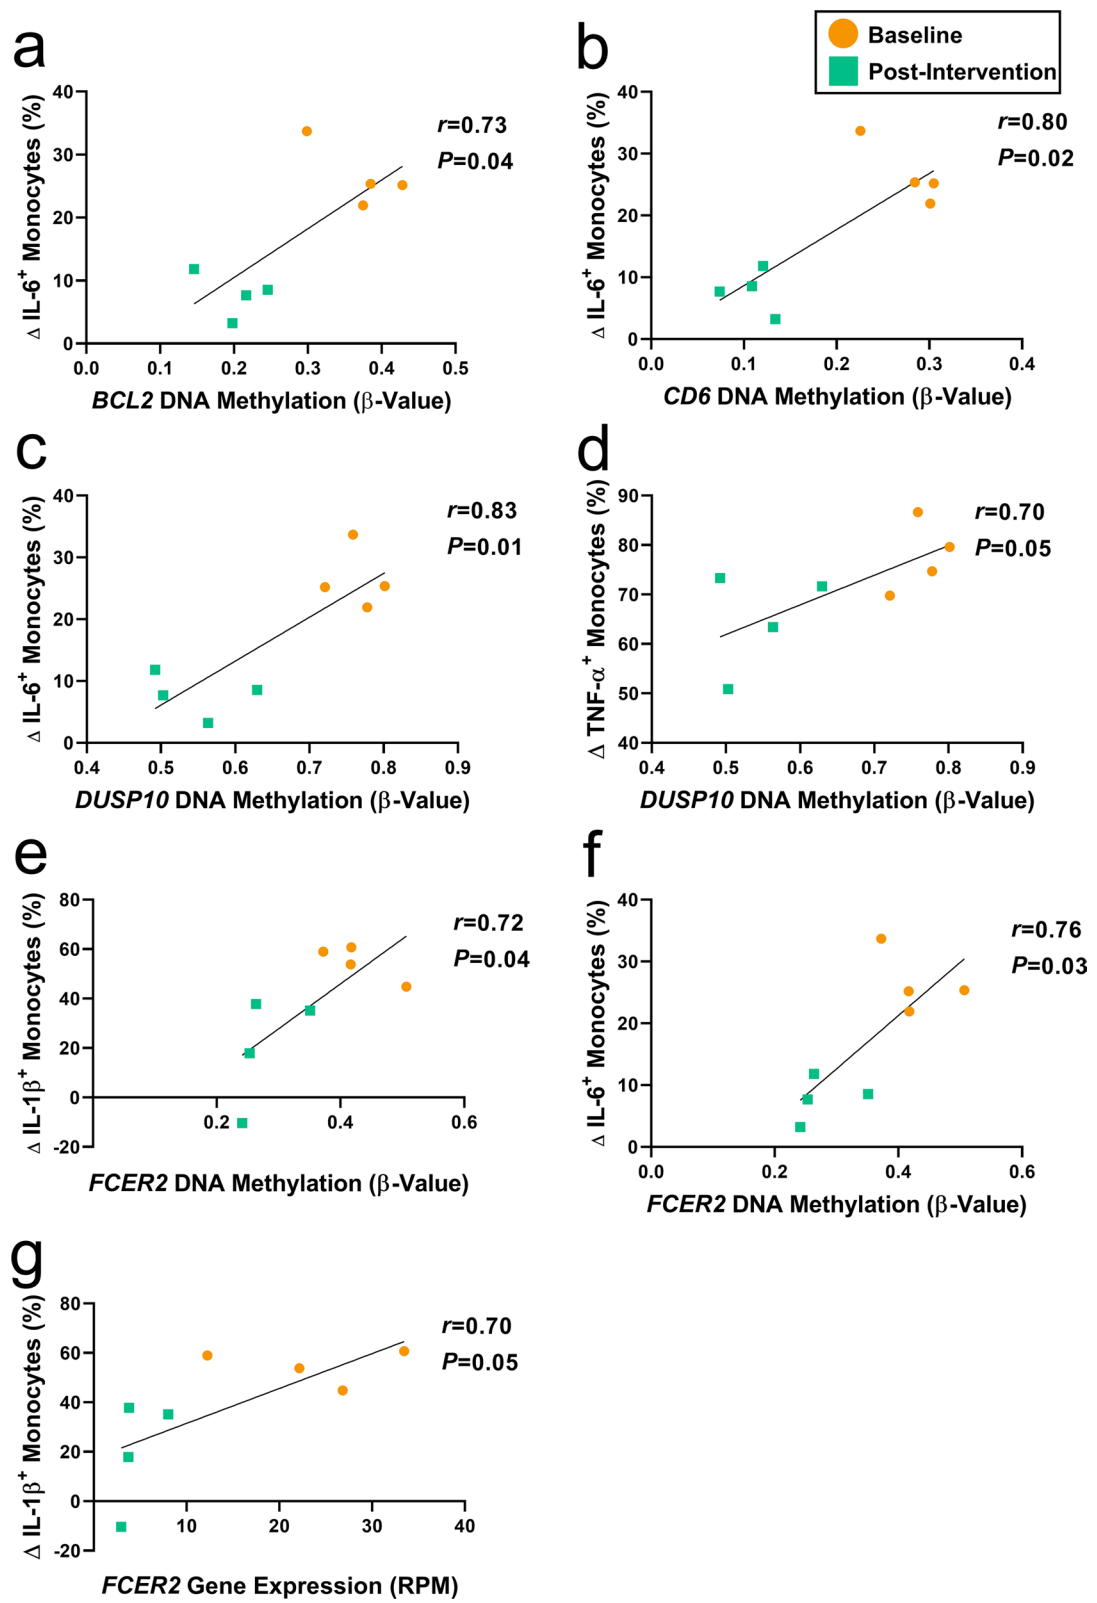 a
b
Baseline
Post-Intervention
Δ IL-6+ Monocytes (%)
40
30
20
10
0
0.0 0.1 0.2 0.3 0.4 0.5
BCL2 DNA Methylation (β-Value)
r=0.73
P=0.04
Δ IL-6+ Monocytes (%)
40
30
20
10
0
0.0 0.1 0.2 0.3 0.4
CD6 DNA Methylation (β-Value)
r=0.80
P=0.02
c
Δ IL-6+ Monocytes (%)
40
30
20
10
0
0.4 0.5 0.6 0.7 0.8 0.9
DUSP10 DNA Methylation (β-Value)
r=0.83
P=0.01
d
Δ TNF-α+ Monocytes (%)
90
80
70
60
50
40
0.4 0.5 0.6 0.7 0.8 0.9
DUSP10 DNA Methylation (β-Value)
r=0.70
P=0.05
e
Δ IL-1β+ Monocytes (%)
80
60
40
20
0
-20
0.2 0.4 0.6
FCER2 DNA Methylation (β-Value)
r=0.72
P=0.04
f
Δ IL-6+ Monocytes (%)
40
30
20
10
0
0.0 0.2 0.4 0.6
FCER2 DNA Methylation (β-Value)
r=0.76
P=0.03
g
Δ IL-1β+ Monocytes (%)
80
60
40
20
0
-20
10 20 30 40
FCER2 Gene Expression (RPM)
r=0.70
P=0.05